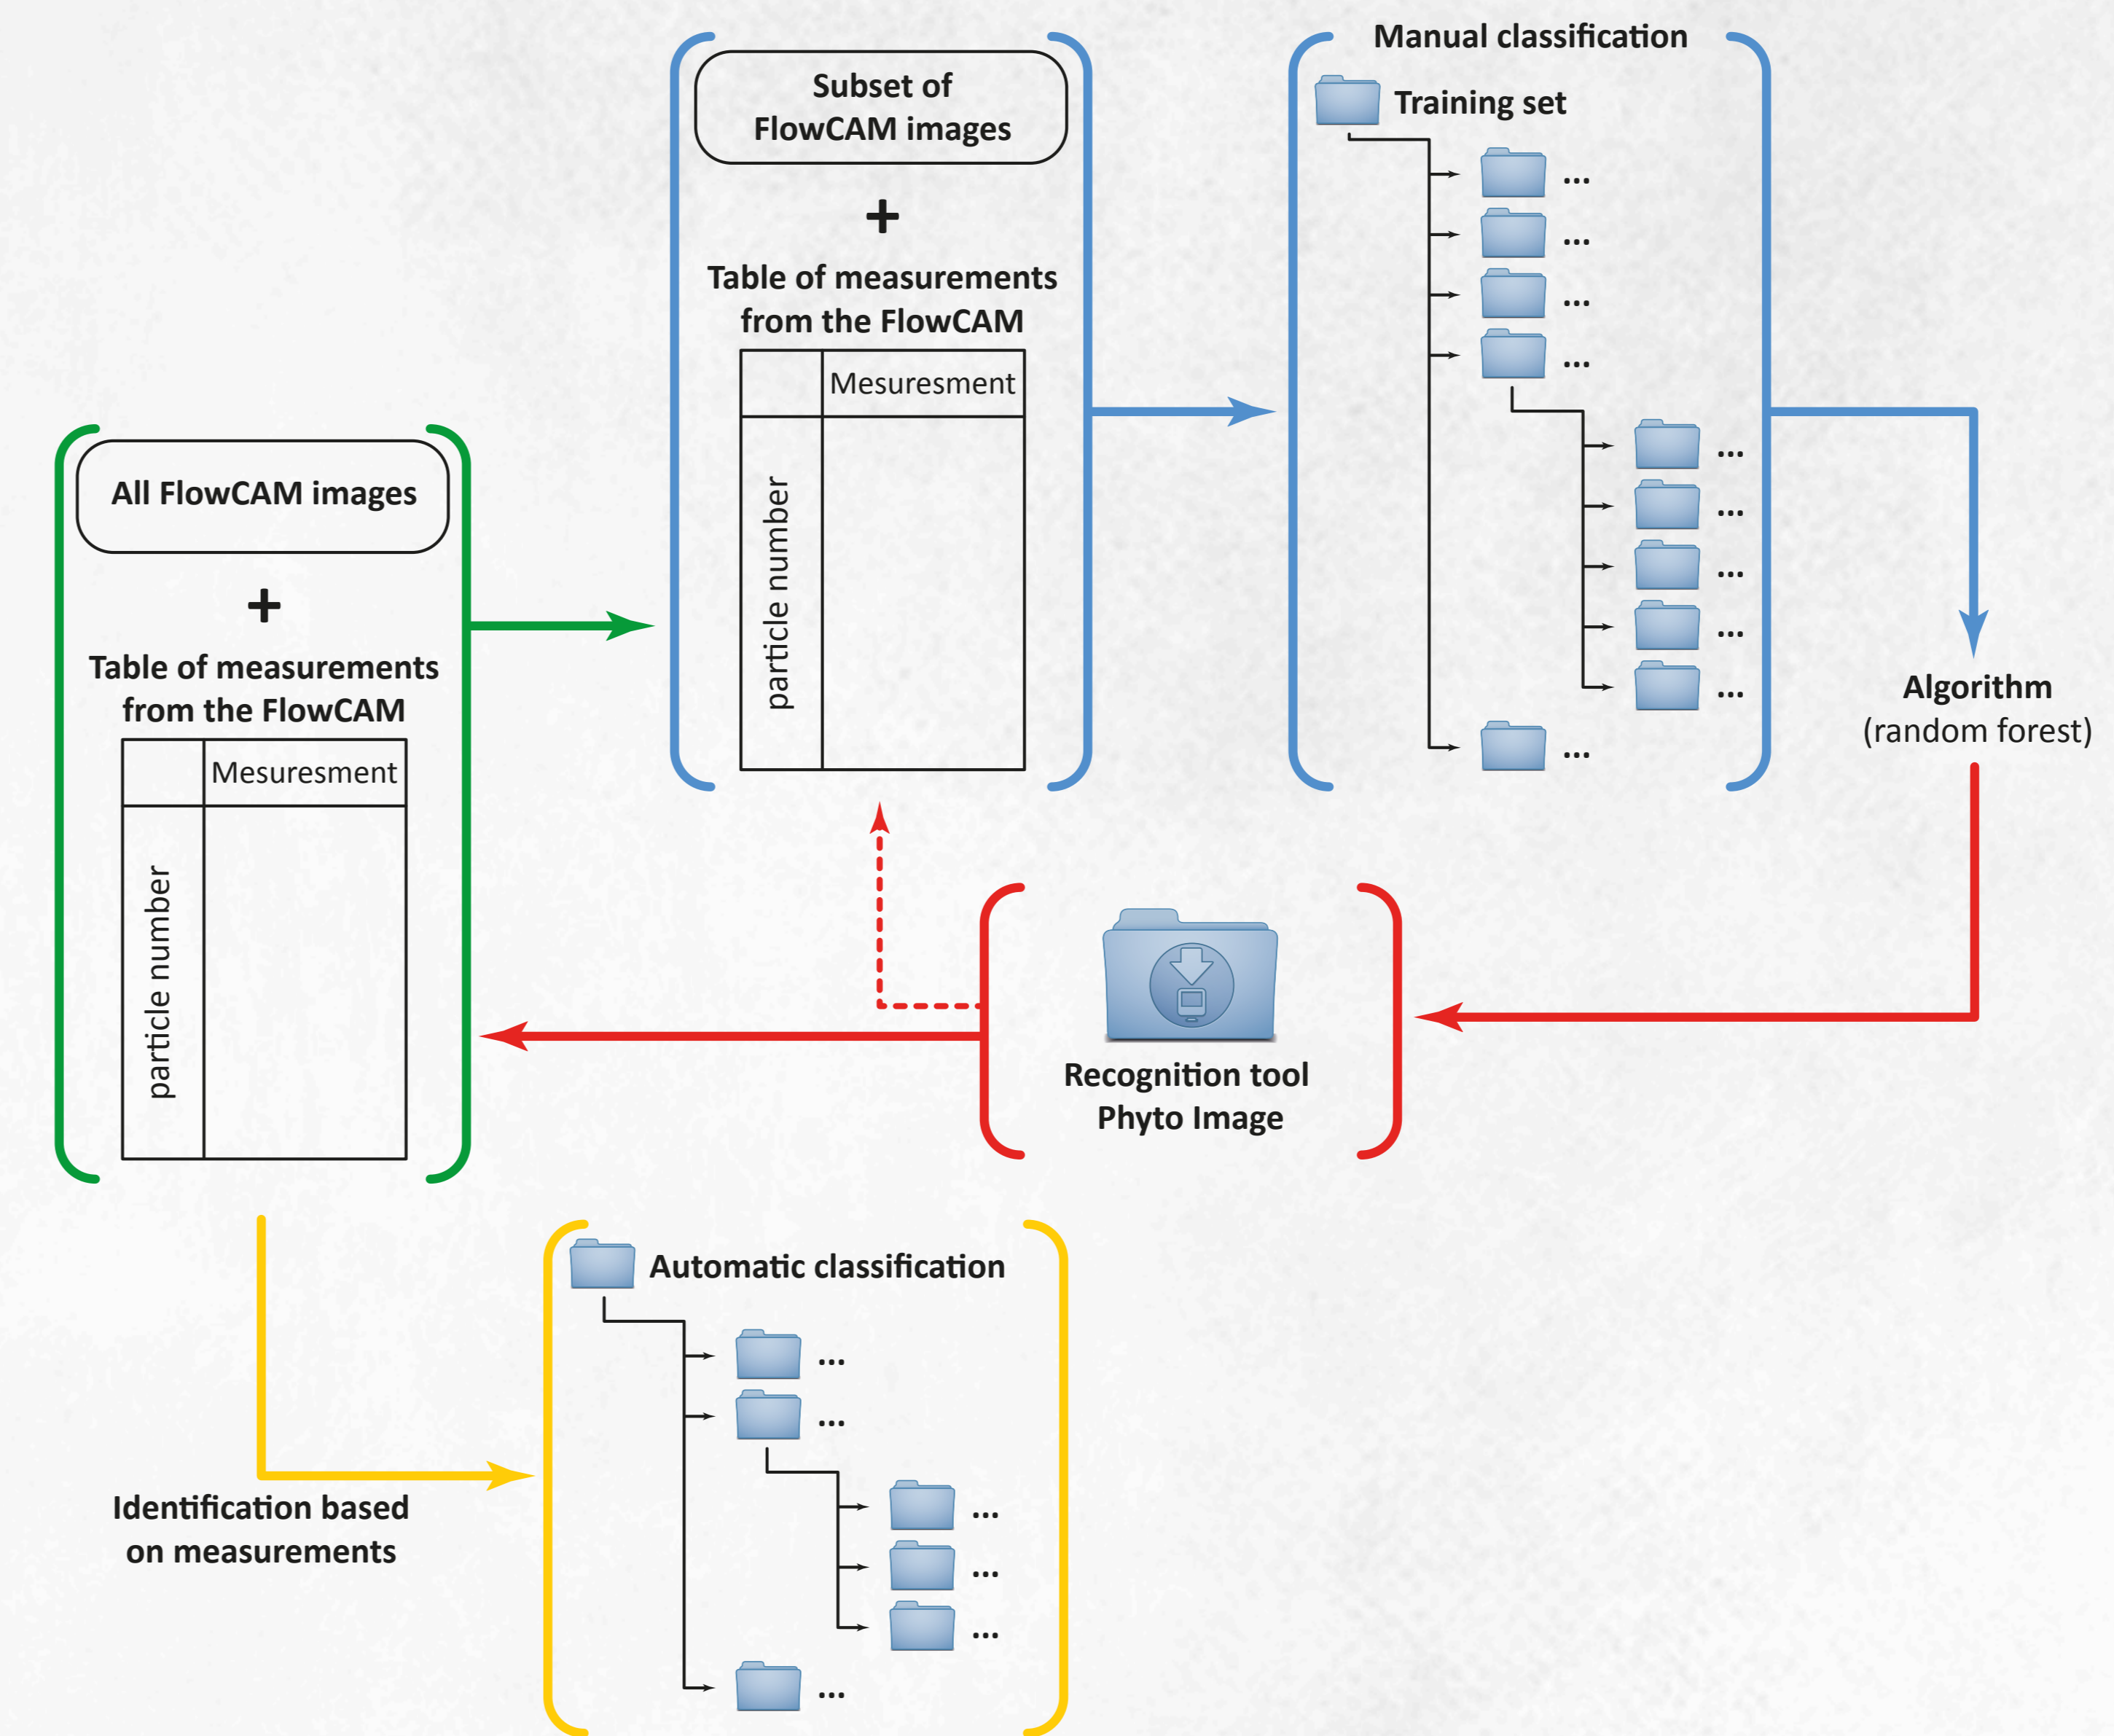 All FlowCAM images
+
Table of measurements
from the FlowCAM
Mesuresment
particle number
Subset of
FlowCAM images
+
Table of measurements
from the FlowCAM
Mesuresment
particle number
Manual classification
Training set
...
...
...
...
...
...
...
...
...
...
Algorithm
(random forest)
Recognition tool
Phyto Image
Identification based
on measurements
Automatic classification
...
...
...
...
...
...